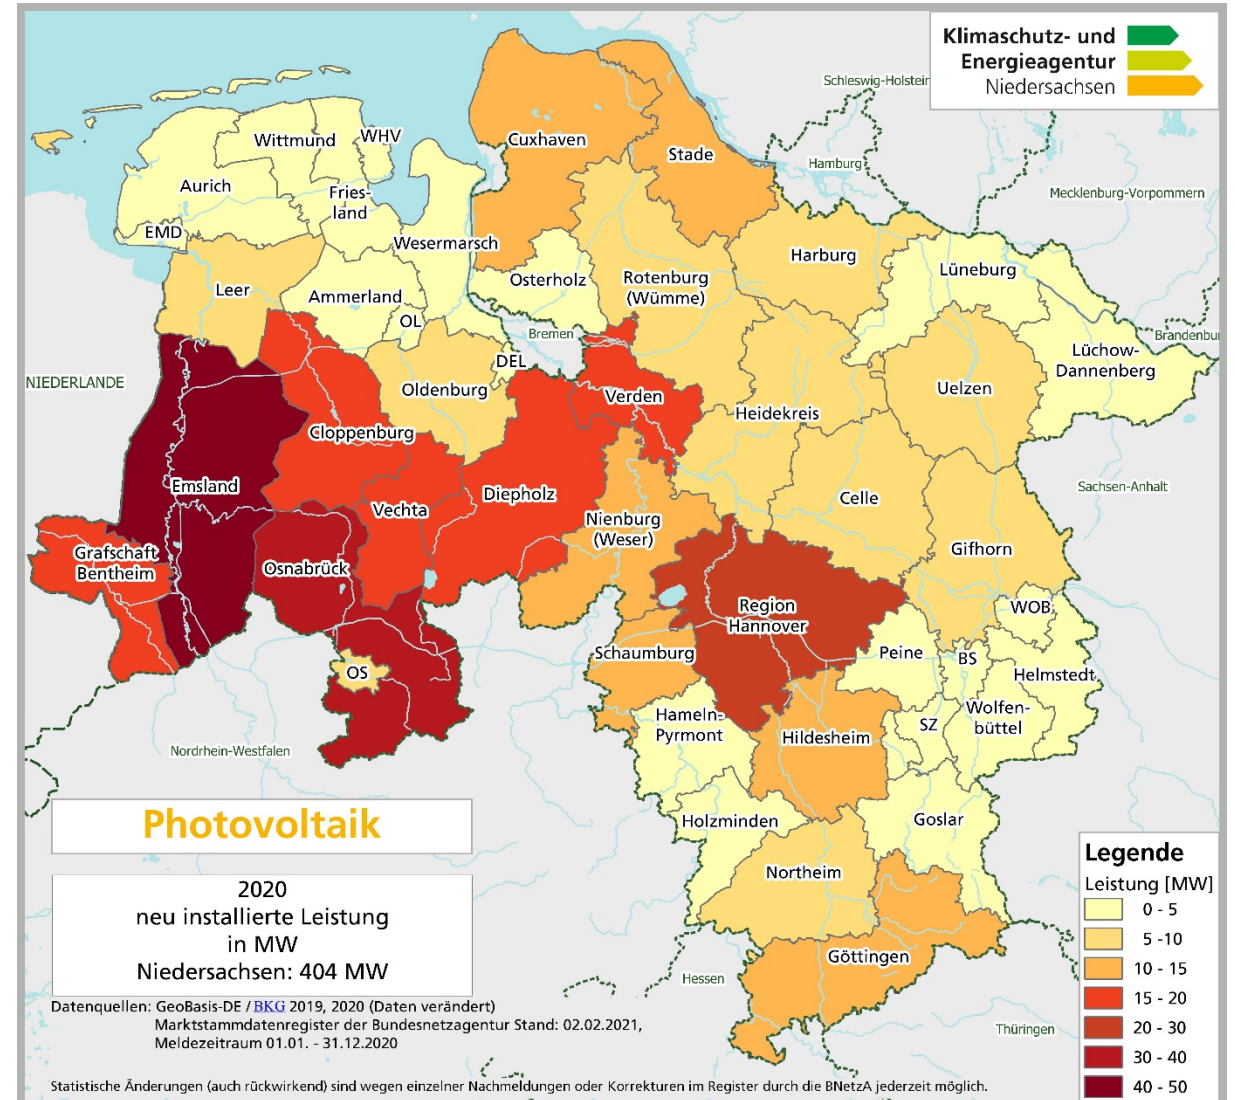 Klimaschutz- und
Energieagentur
Niedersachsen
Schleswig-Holstein
Hamburg
Mecklenburg-Vorpommern
Wittmund
WHV
Cuxhaven
Stade
Aurich
Fries-
land
EMD
Wesermarsch
Leer
Ammerland
Osterholz
Rotenburg
(Wümme)
Harburg
Lüneburg
OL
Bremen
Brandenbur
DEL
Lüchow-
Dannenberg
NIEDERLANDE
Oldenburg
Verden
Uelzen
Heidekreis
Cloppenburg
Emsland
Vechta
Diepholz
Nienburg
(Weser)
Celle
Sachsen-Anhalt
Gifhorn
Grafschaft
Bentheim
Osnabrück
Region
Hannover
WOB
Schaumburg
Peine
BS
Helmstedt
OS
Hameln-
Pyrmont
Hildesheim
SZ
Wolfen-
büttel
Nordrhein-Westfalen
Holzminden
Goslar
Northeim
Göttingen
Hessen
Thüringen
Photovoltaik
2020
neu installierte Leistung
in MW
Niedersachsen: 404 MW
Legende
Leistung [MW]
0 - 5
5 -10
10 - 15
15 - 20
20 - 30
30 - 40
40 - 50
Datenquellen: GeoBasis-DE / BKG 2019, 2020 (Daten verändert)
Marktstammdatenregister der Bundesnetzagentur Stand: 02.02.2021,
Meldezeitraum 01.01. - 31.12.2020
Statistische Änderungen (auch rückwirkend) sind wegen einzelner Nachmeldungen oder Korrekturen im Register durch die BNetzA jederzeit möglich.